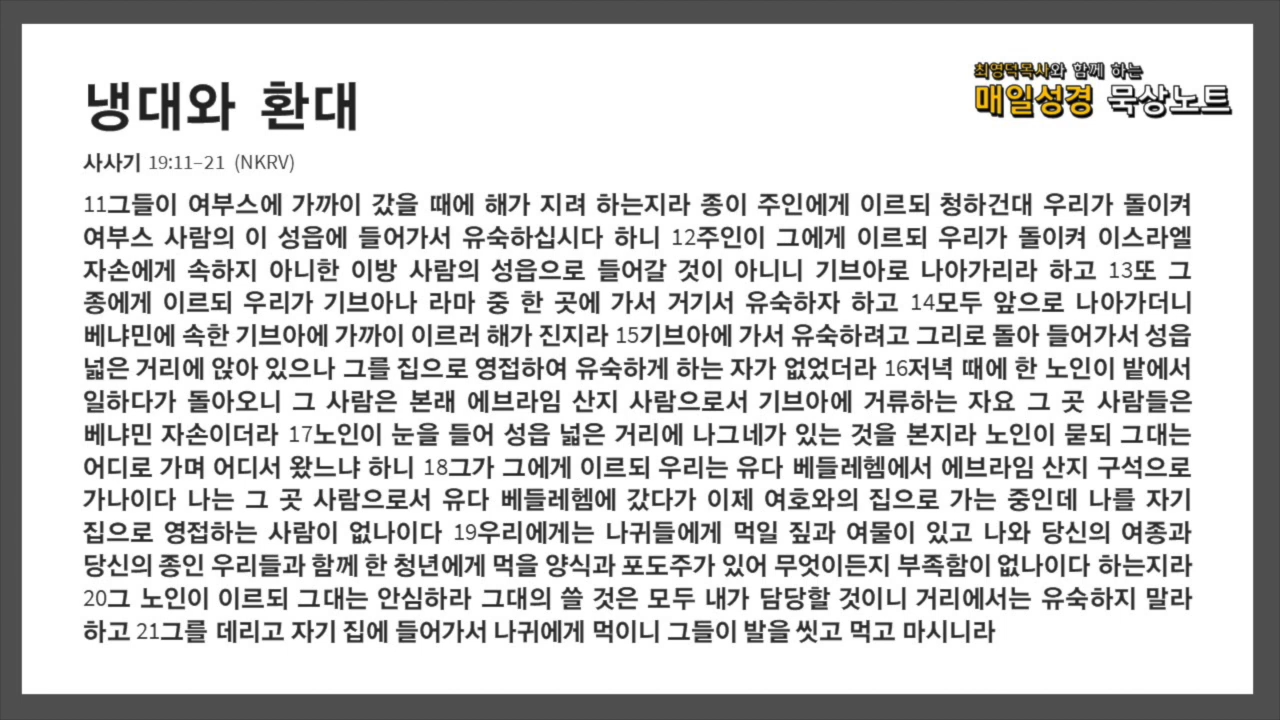 최영덕목사와 함께 하는
매일성경 묵상노트
냉대와 환대
사사기 19:11–21 (NKRV)
11그들이 여부스에 가까이 갔을 때에 해가 지려 하는지라 종이 주인에게 이르되 청하건대 우리가 돌이켜
여부스 사람의 이 성읍에 들어가서 유숙하십시다 하니 12주인이 그에게 이르되 우리가 돌이켜 이스라엘
자손에게 속하지 아니한 이방 사람의 성읍으로 들어갈 것이 아니니 기브아로 나아가리라 하고 13또 그
종에게 이르되 우리가 기브아나 라마 중 한 곳에 가서 거기서 유숙하자 하고 14모두 앞으로 나아가더니
베냐민에 속한 기브아에 가까이 이르러 해가 진지라 15기브아에 가서 유숙하려고 그리로 돌아 들어가서 성읍
넓은 거리에 앉아 있으나 그를 집으로 영접하여 유숙하게 하는 자가 없었더라 16저녁 때에 한 노인이 밭에서
일하다가 돌아오니 그 사람은 본래 에브라임 산지 사람으로서 기브아에 거류하는 자요 그 곳 사람들은
베냐민 자손이더라 17노인이 눈을 들어 성읍 넓은 거리에 나그네가 있는 것을 본지라 노인이 묻되 그대는
어디로 가며 어디서 왔느냐 하니 18그가 그에게 이르되 우리는 유다 베들레헴에서 에브라임 산지 구석으로
가나이다 나는 그 곳 사람으로서 유다 베들레헴에 갔다가 이제 여호와의 집으로 가는 중인데 나를 자기
집으로 영접하는 사람이 없나이다 19우리에게는 나귀들에게 먹일 짚과 여물이 있고 나와 당신의 여종과
당신의 종인 우리들과 함께 한 청년에게 먹을 양식과 포도주가 있어 무엇이든지 부족함이 없나이다 하는지라
20그 노인이 이르되 그대는 안심하라 그대의 쓸 것은 모두 내가 담당할 것이니 거리에서는 유숙하지 말라
하고 21그를 데리고 자기 집에 들어가서 나귀에게 먹이니 그들이 발을 씻고 먹고 마시니라